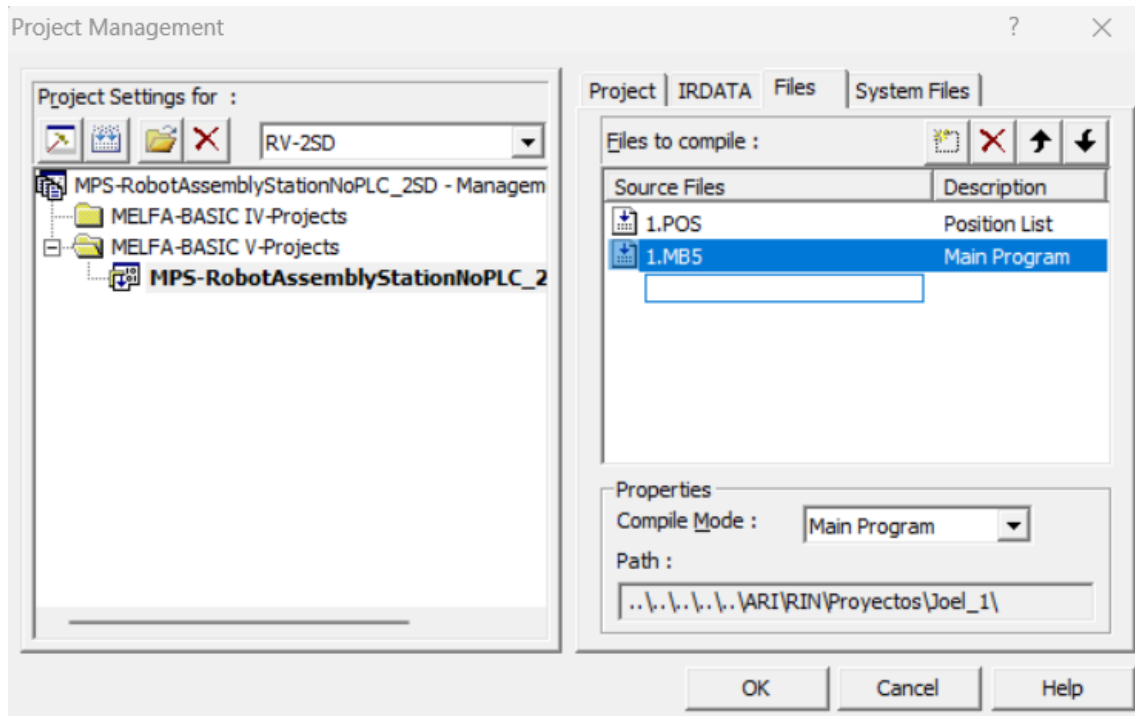 Project Management
Project Settings for :
RV-2SD
MPS-RobotAssemblyStationNoPLC_2SD - Managem
MELFA-BASIC IV-Projects
MELFA-BASIC V-Projects
MPS-RobotAssemblyStationNoPLC_2
Project IRDATA Files System Files
Files to compile :
Source Files Description
1.POS Position List
1.MB5 Main Program
Properties
Compile Mode : Main Program
Path :
..\..\..\..\..\ARI\RIN\Proyectos\Joel_1\
OK Cancel Help